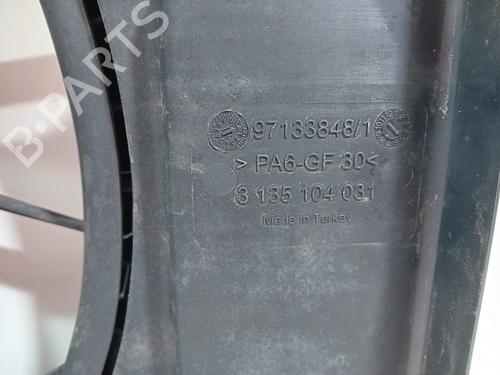 B-PARTS
97133848/1
> PA6-GF 30<
3 135 104 031
Made in Turkey